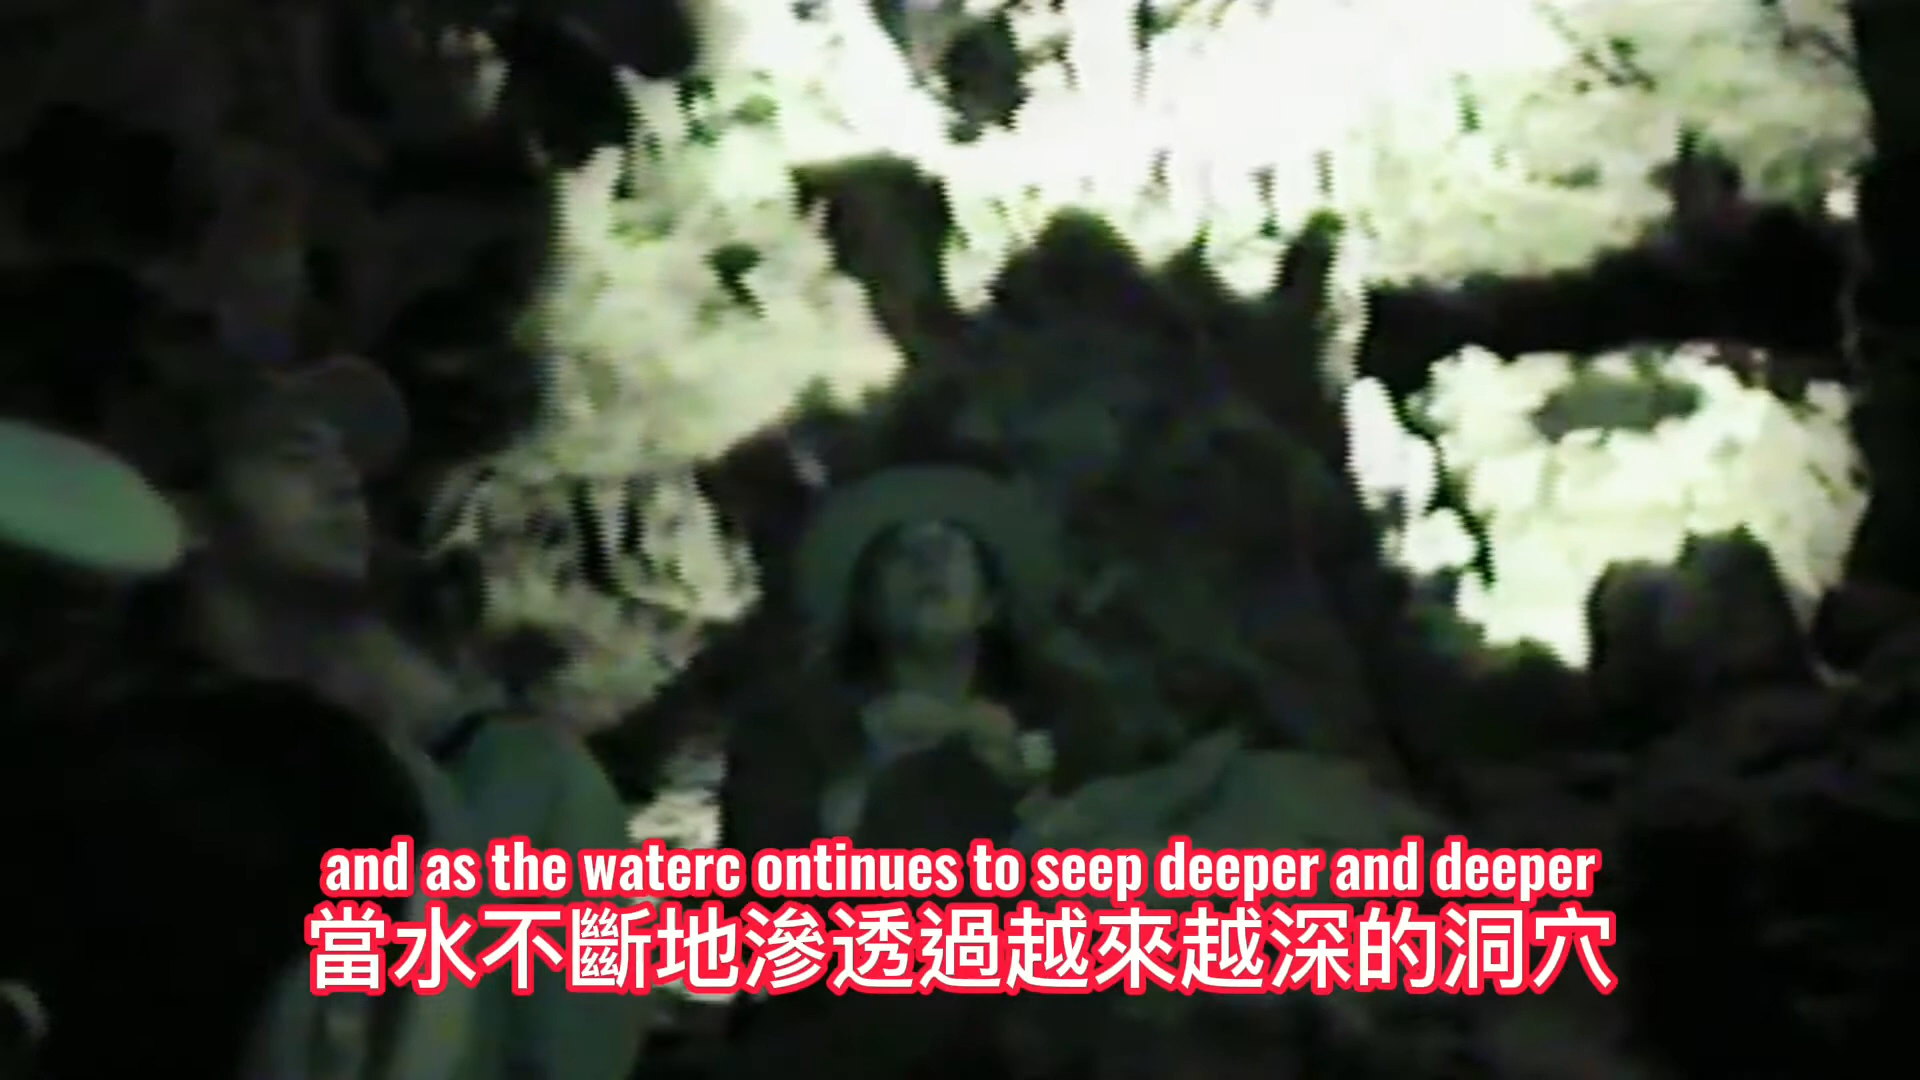 and as the waterc ontinues to seep deeper and deeper
當水不斷地滲透過越來越深的洞穴